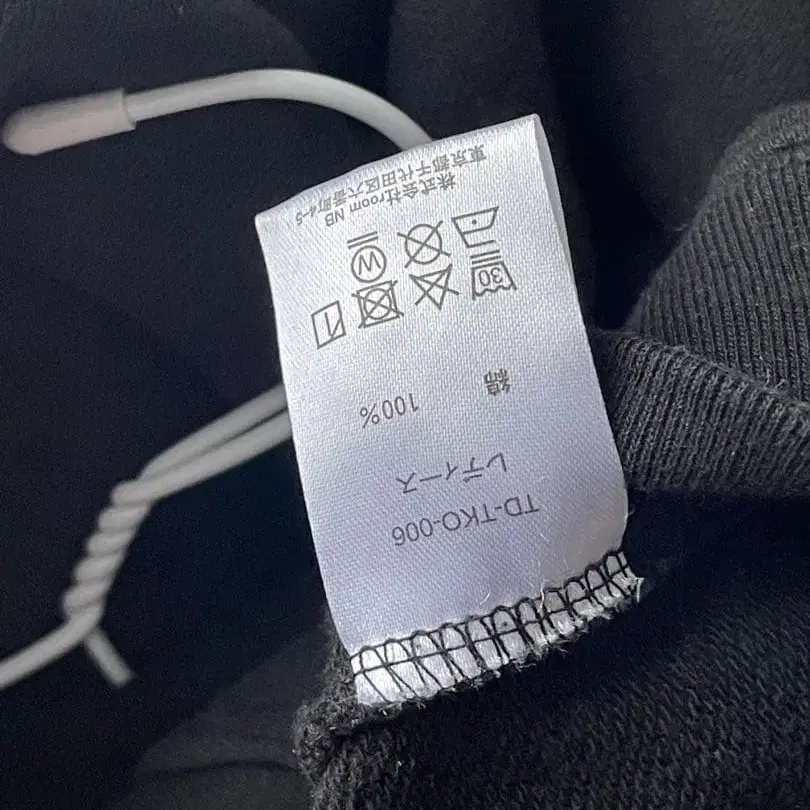 TD-TKO-006
レディース
綿 100%
30
W
株式会社room NB
東京都千代田区六番町4-5